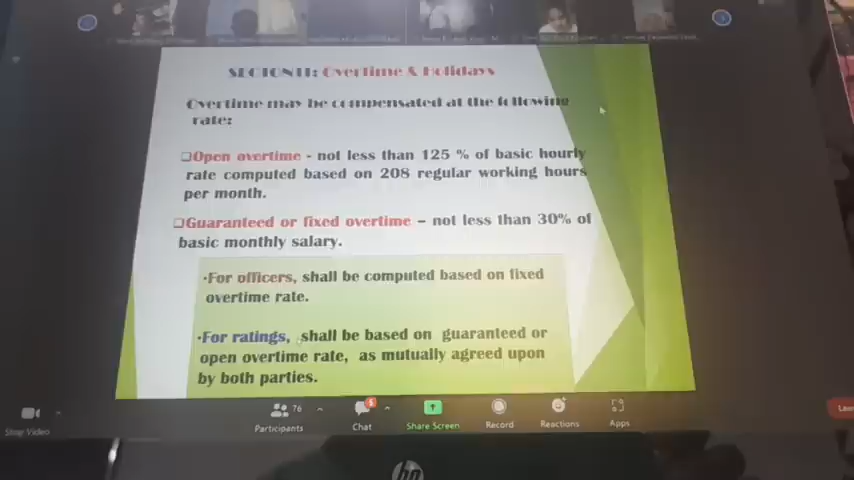 SECTION11: Overtime & Holidays
Overtime may be compensated at the following
rate:
❑Open overtime - not less than 125 % of basic hourly
rate computed based on 208 regular working hours
per month.
❑Guaranteed or fixed overtime – not less than 30% of
basic monthly salary.
·For officers, shall be computed based on fixed
overtime rate.
·For ratings, shall be based on guaranteed or
open overtime rate, as mutually agreed upon
by both parties.
76
5
Stop Video
Participants
Chat
Share Screen
Record
Reactions
Apps
hp